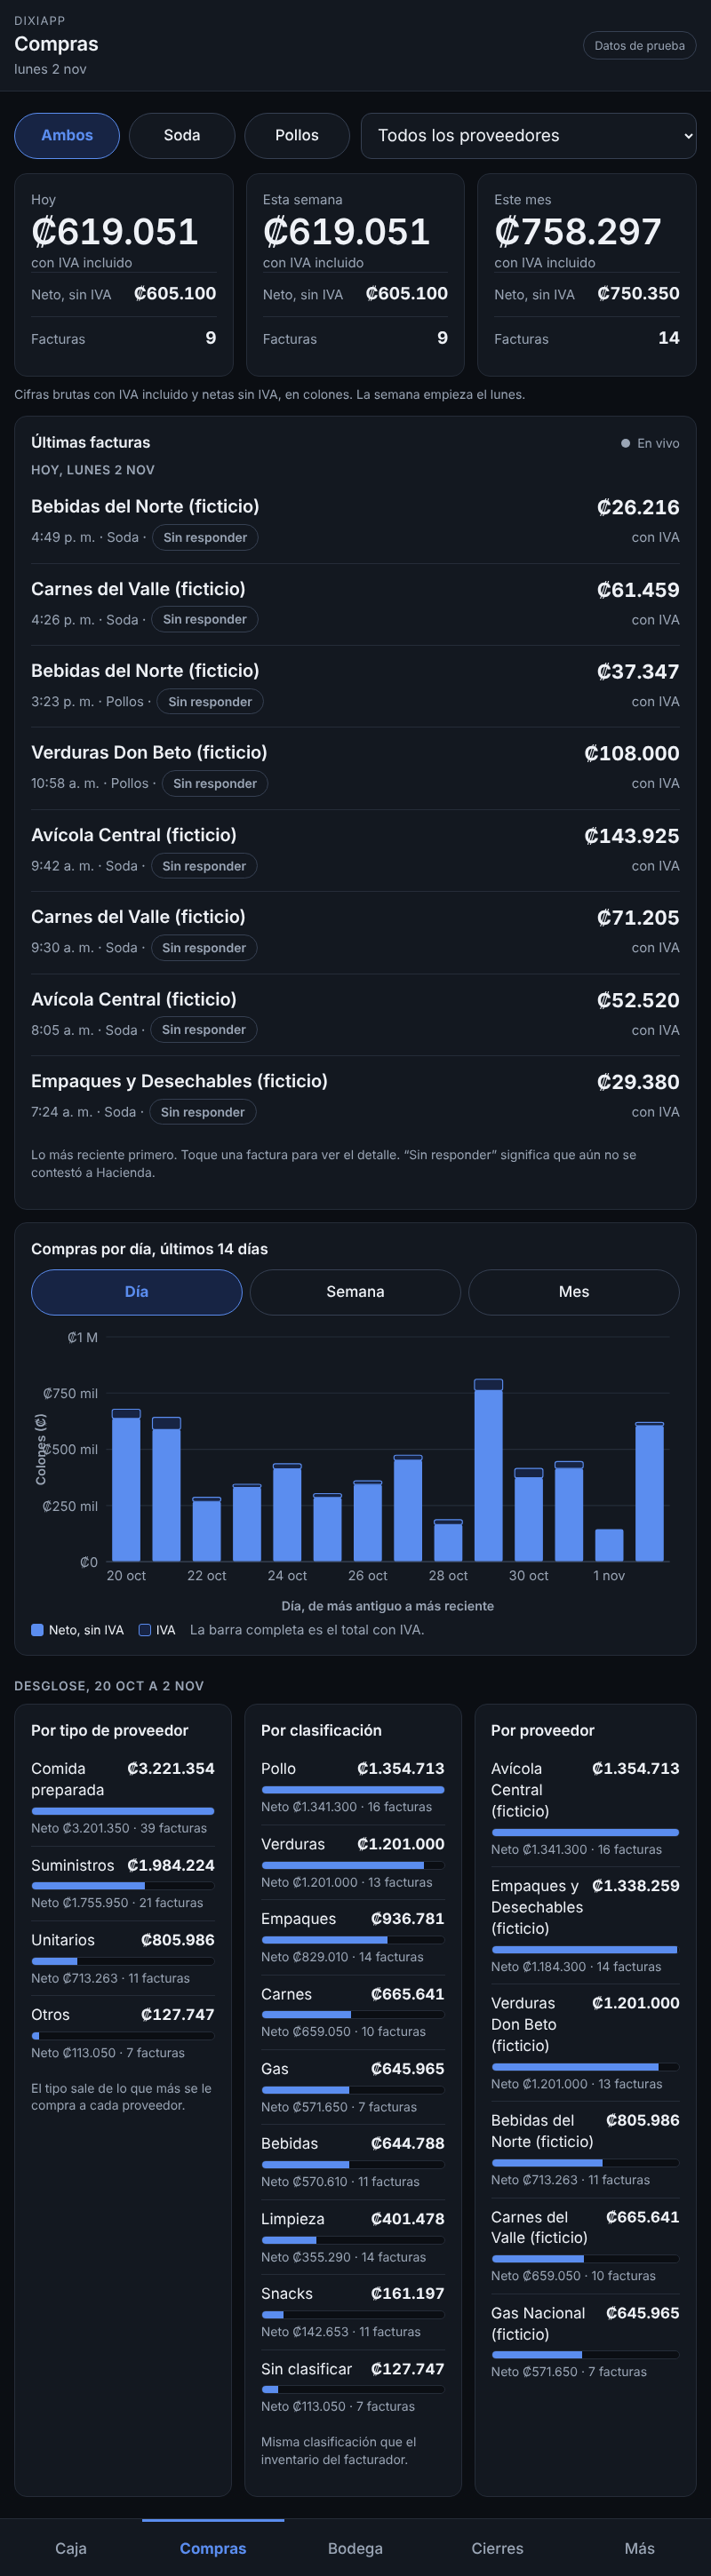 DIXIAPP
Compras
lunes 2 nov
Datos de prueba
Ambos
Soda
Pollos
Todos los proveedores
Hoy
₡619.051
con IVA incluido
Neto, sin IVA ₡605.100
Facturas 9
Esta semana
₡619.051
con IVA incluido
Neto, sin IVA ₡605.100
Facturas 9
Este mes
₡758.297
con IVA incluido
Neto, sin IVA ₡750.350
Facturas 14
Cifras brutas con IVA incluido y netas sin IVA, en colones. La semana empieza el lunes.
Últimas facturas
En vivo
HOY, LUNES 2 NOV
Bebidas del Norte (ficticio) ₡26.216
4:49 p. m. · Soda · Sin responder con IVA
Carnes del Valle (ficticio) ₡61.459
4:26 p. m. · Soda · Sin responder con IVA
Bebidas del Norte (ficticio) ₡37.347
3:23 p. m. · Pollos · Sin responder con IVA
Verduras Don Beto (ficticio) ₡108.000
10:58 a. m. · Pollos · Sin responder con IVA
Avícola Central (ficticio) ₡143.925
9:42 a. m. · Soda · Sin responder con IVA
Carnes del Valle (ficticio) ₡71.205
9:30 a. m. · Soda · Sin responder con IVA
Avícola Central (ficticio) ₡52.520
8:05 a. m. · Soda · Sin responder con IVA
Empaques y Desechables (ficticio) ₡29.380
7:24 a. m. · Soda · Sin responder con IVA
Lo más reciente primero. Toque una factura para ver el detalle. “Sin responder” significa que aún no se
contestó a Hacienda.
Compras por día, últimos 14 días
Día
Semana
Mes
₡1 M
₡750 mil
₡500 mil
₡250 mil
₡0
Colones (₡)
20 oct 22 oct 24 oct 26 oct 28 oct 30 oct 1 nov
Día, de más antiguo a más reciente
Neto, sin IVA IVA La barra completa es el total con IVA.
DESGLOSE, 20 OCT A 2 NOV
Por tipo de proveedor
Comida ₡3.221.354
preparada
Neto ₡3.201.350 · 39 facturas
Suministros ₡1.984.224
Neto ₡1.755.950 · 21 facturas
Unitarios ₡805.986
Neto ₡713.263 · 11 facturas
Otros ₡127.747
Neto ₡113.050 · 7 facturas
El tipo sale de lo que más se le
compra a cada proveedor.
Por clasificación
Pollo ₡1.354.713
Neto ₡1.341.300 · 16 facturas
Verduras ₡1.201.000
Neto ₡1.201.000 · 13 facturas
Empaques ₡936.781
Neto ₡829.010 · 14 facturas
Carnes ₡665.641
Neto ₡659.050 · 10 facturas
Gas ₡645.965
Neto ₡571.650 · 7 facturas
Bebidas ₡644.788
Neto ₡570.610 · 11 facturas
Limpieza ₡401.478
Neto ₡355.290 · 14 facturas
Snacks ₡161.197
Neto ₡142.653 · 11 facturas
Sin clasificar ₡127.747
Neto ₡113.050 · 7 facturas
Misma clasificación que el
inventario del facturador.
Por proveedor
Avícola ₡1.354.713
Central
(ficticio)
Neto ₡1.341.300 · 16 facturas
Empaques y ₡1.338.259
Desechables
(ficticio)
Neto ₡1.184.300 · 14 facturas
Verduras ₡1.201.000
Don Beto
(ficticio)
Neto ₡1.201.000 · 13 facturas
Bebidas del ₡805.986
Norte (ficticio)
Neto ₡713.263 · 11 facturas
Carnes del ₡665.641
Valle (ficticio)
Neto ₡659.050 · 10 facturas
Gas Nacional ₡645.965
(ficticio)
Neto ₡571.650 · 7 facturas
Caja
Compras
Bodega
Cierres
Más